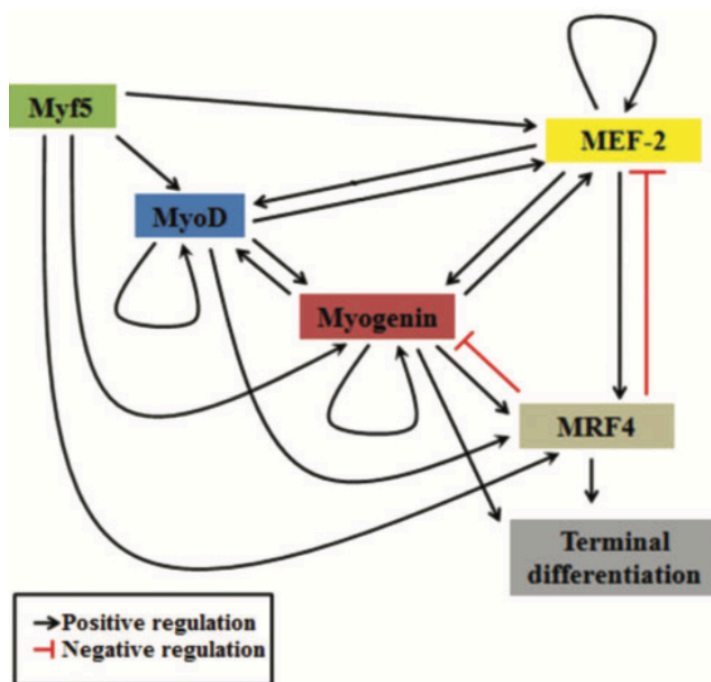 Myf5
MEF-2
MyoD
Myogenin
MRF4
Terminal
differentiation
Positive regulation
Negative regulation